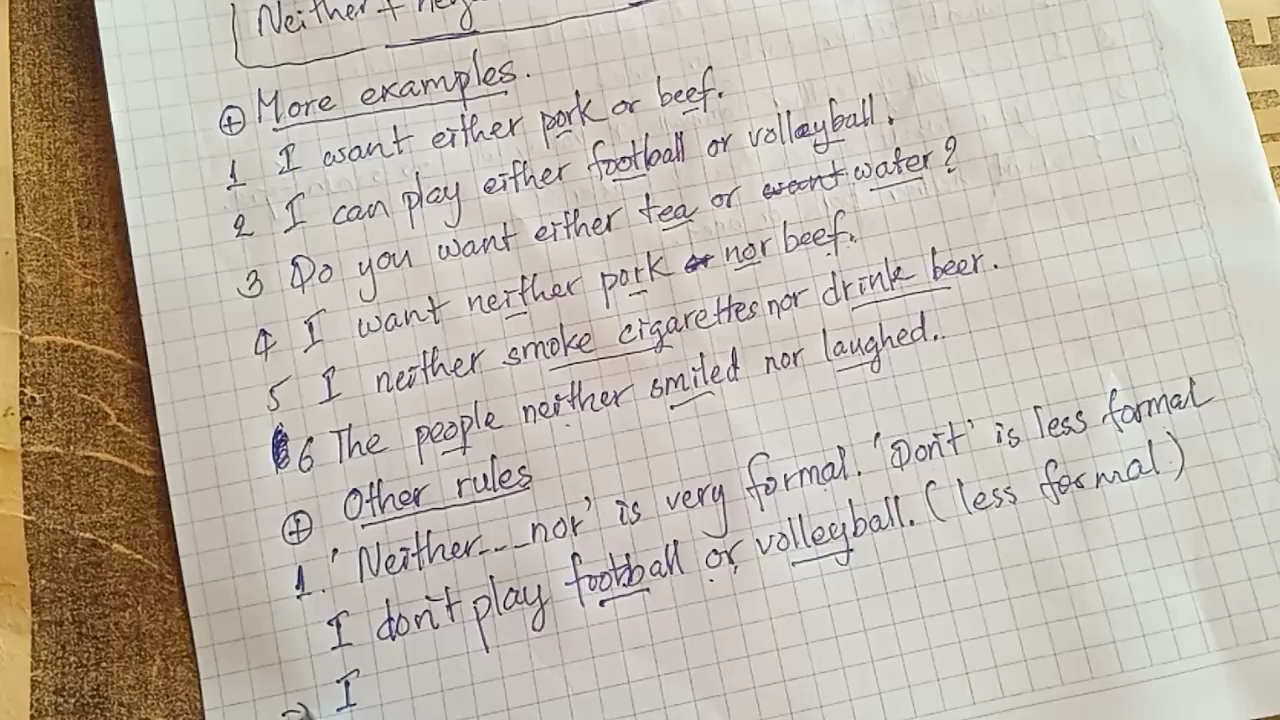 Neither + neg
⊕ More examples.
1 I want either pork or beef.
2 I can play either football or volleyball.
3 Do you want either tea or water?
4 I want neither pork nor beef.
5 I neither smoke cigarettes nor drink beer.
6 The people neither smiled nor laughed.
⊕ Other rules
1. 'Neither---nor' is very formal. 'Don't' is less formal
I don't play football or volleyball. (less formal)
I